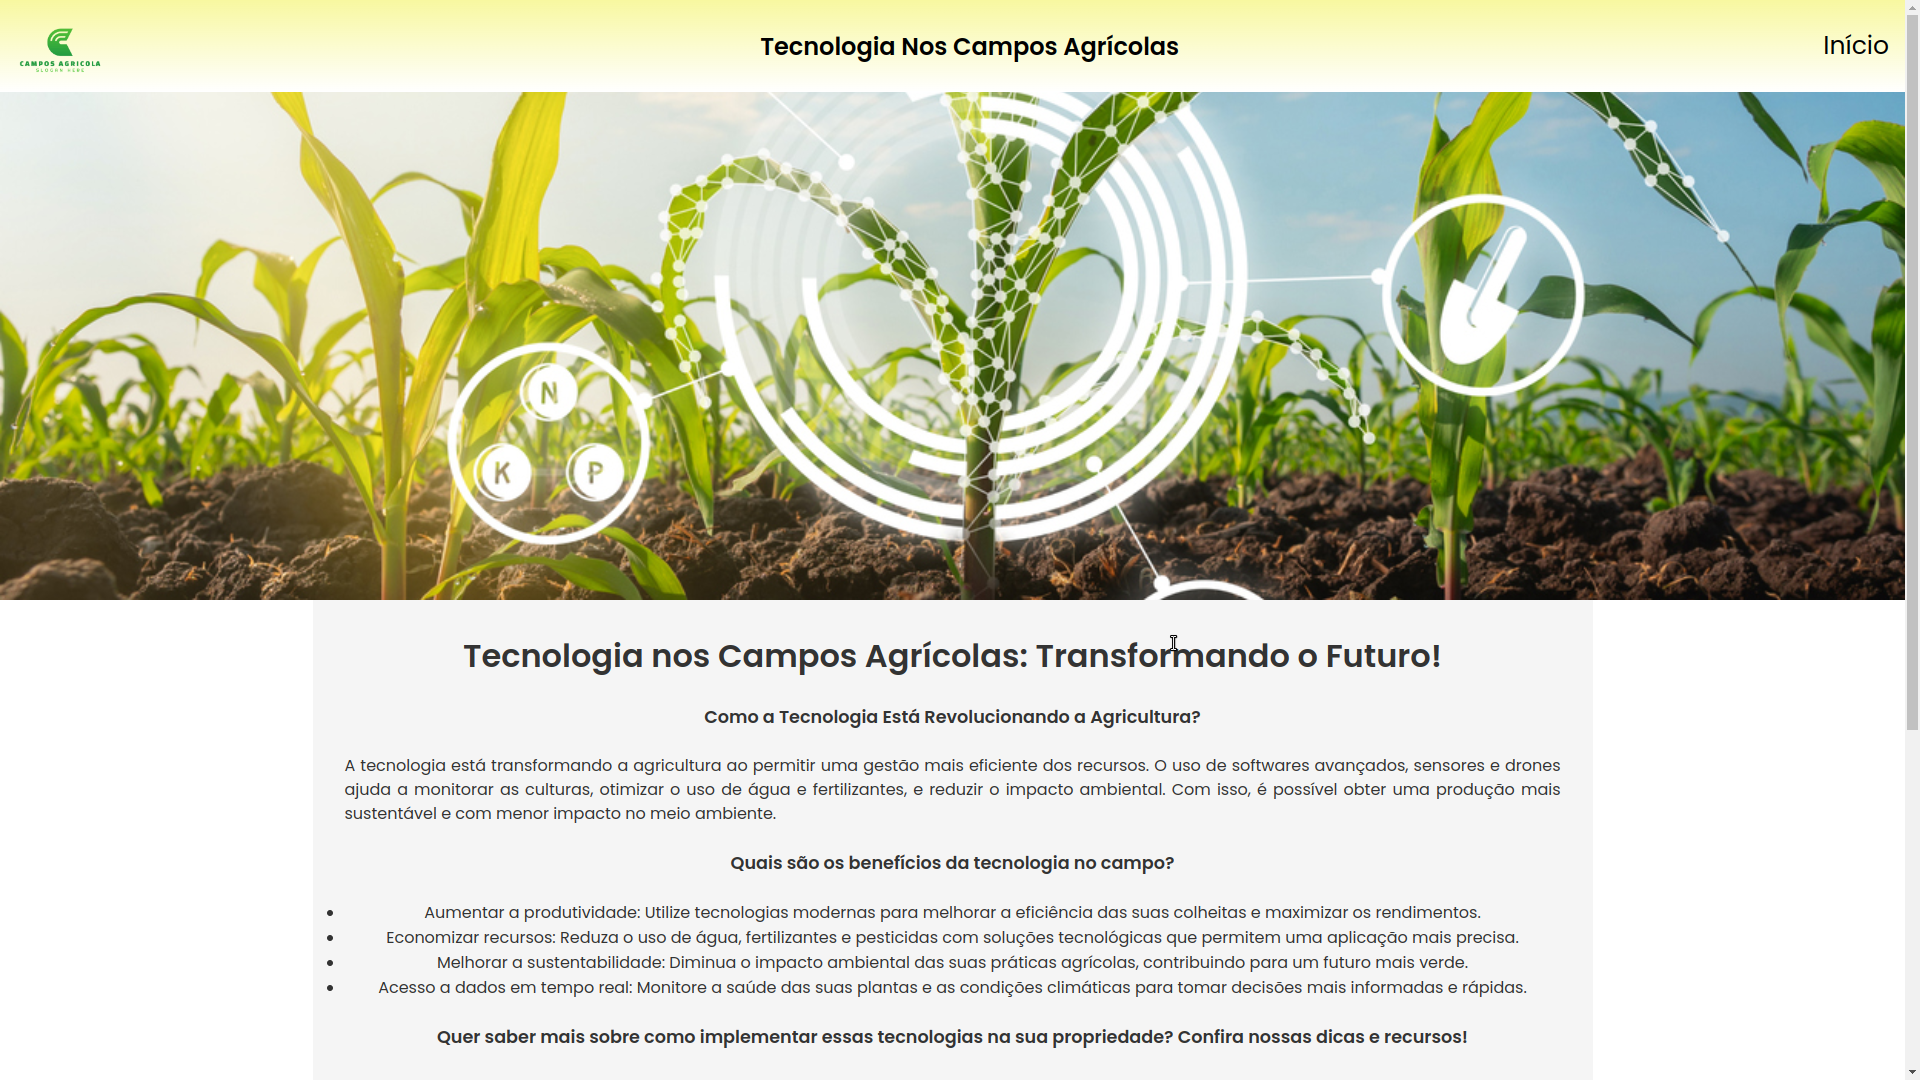 CAMPOS AGRICOLA
SLOGAN HERE
Tecnologia Nos Campos Agrícolas
Início
N
K
P
Tecnologia nos Campos Agrícolas: Transformando o Futuro!
Como a Tecnologia Está Revolucionando a Agricultura?
A tecnologia está transformando a agricultura ao permitir uma gestão mais eficiente dos recursos. O uso de softwares avançados, sensores e drones
ajuda a monitorar as culturas, otimizar o uso de água e fertilizantes, e reduzir o impacto ambiental. Com isso, é possível obter uma produção mais
sustentável e com menor impacto no meio ambiente.
Quais são os benefícios da tecnologia no campo?
• Aumentar a produtividade: Utilize tecnologias modernas para melhorar a eficiência das suas colheitas e maximizar os rendimentos.
• Economizar recursos: Reduza o uso de água, fertilizantes e pesticidas com soluções tecnológicas que permitem uma aplicação mais precisa.
• Melhorar a sustentabilidade: Diminua o impacto ambiental das suas práticas agrícolas, contribuindo para um futuro mais verde.
• Acesso a dados em tempo real: Monitore a saúde das suas plantas e as condições climáticas para tomar decisões mais informadas e rápidas.
Quer saber mais sobre como implementar essas tecnologias na sua propriedade? Confira nossas dicas e recursos!